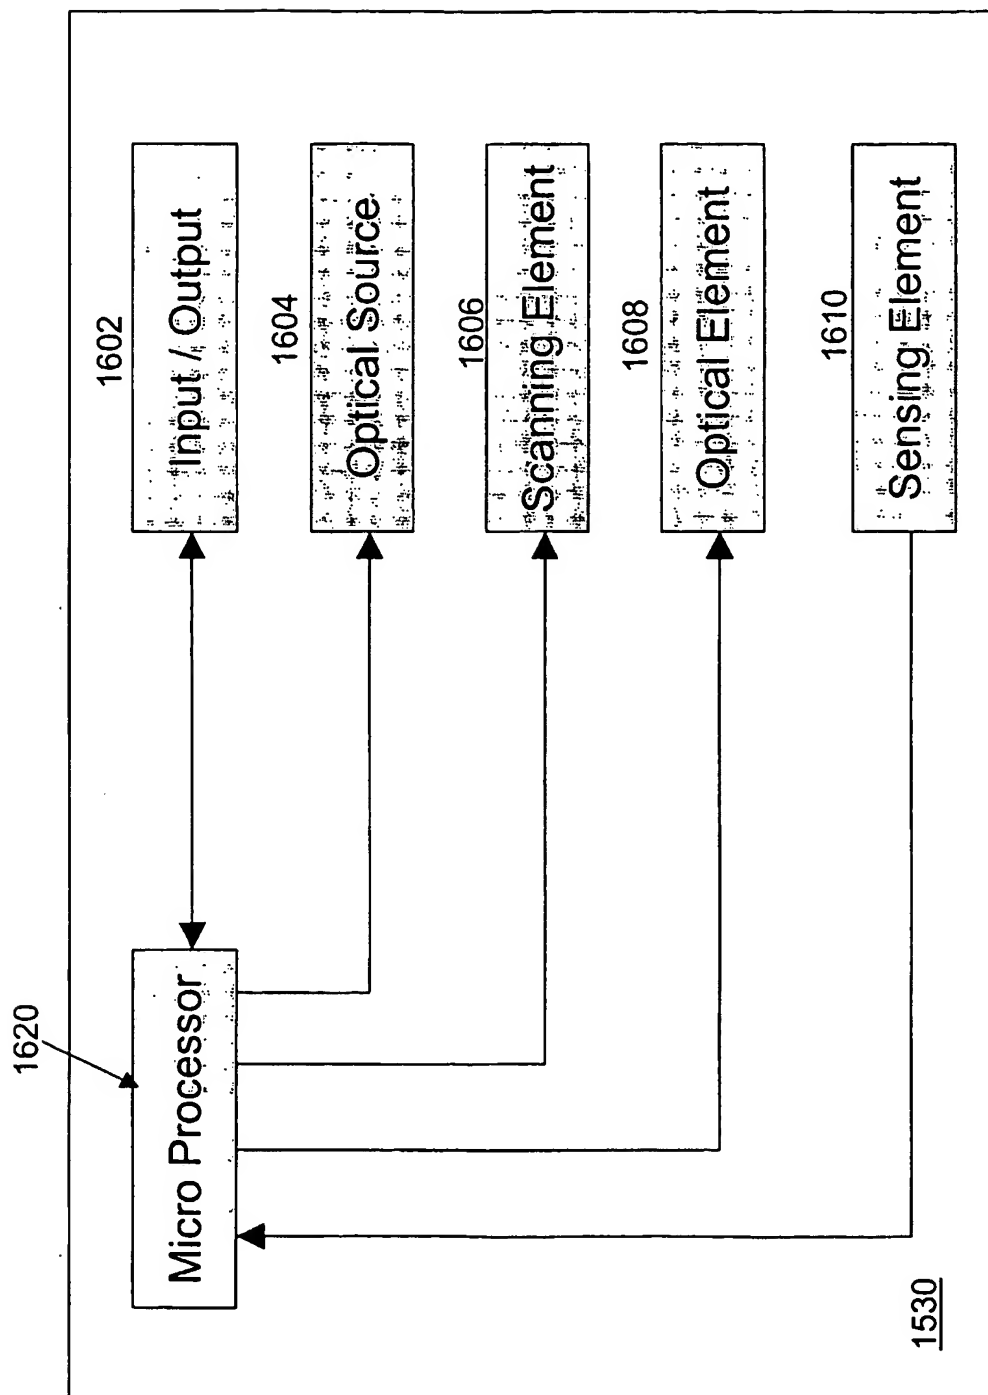 1620
Micro Processor
1602
Input / Output
1604
Optical Source
1606
Scanning Element
1608
Optical Element
1610
Sensing Element
1530